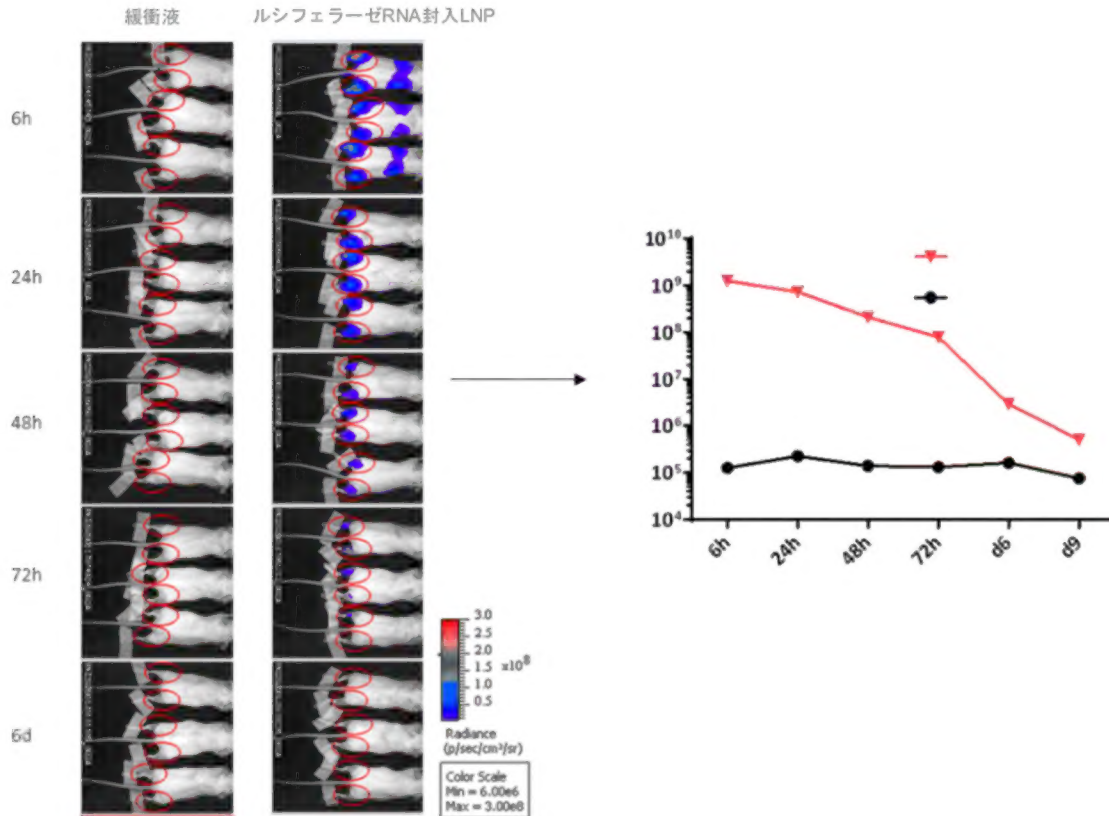 緩衝液
ルシフェラーゼRNA封入LNP
6h
24h
48h
72h
6d
3.0
2.5
2.0
1.5
x10⁸
1.0
0.5
Radiance
(p/sec/cm²/sr)
Color Scale
Min = 6.00e6
Max = 3.00e8
10¹⁰
10⁹
10⁸
10⁷
10⁶
10⁵
10⁴
6h
24h
48h
72h
d6
d9